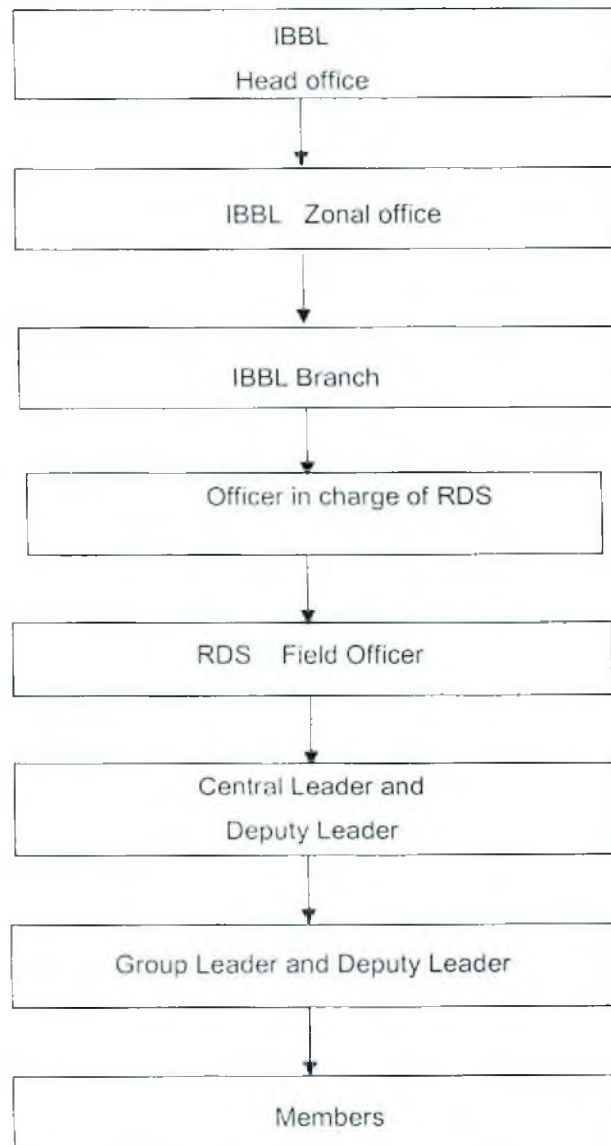 IBBL
Head office
IBBL Zonal office
IBBL Branch
Officer in charge of RDS
RDS Field Officer
Central Leader and
Deputy Leader
Group Leader and Deputy Leader
Members